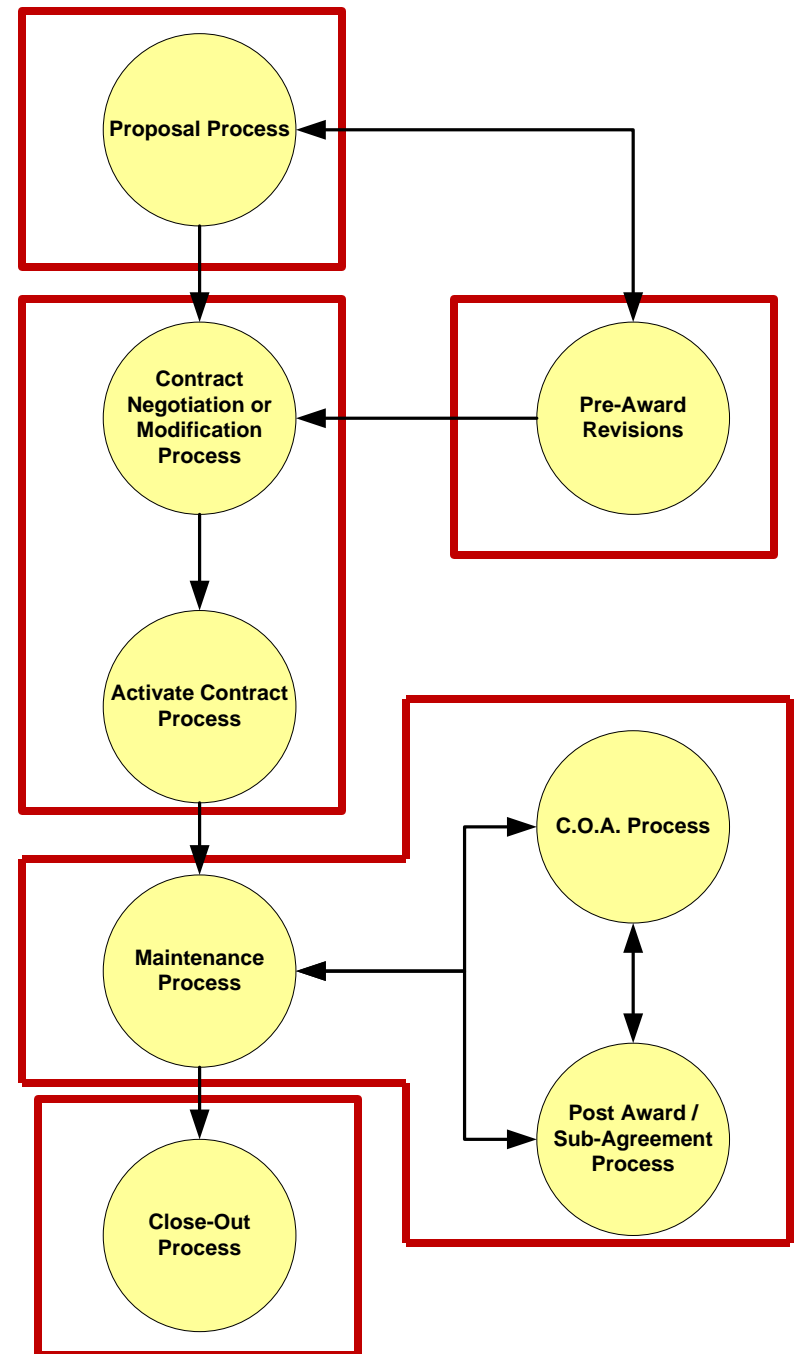 Proposal Process
Contract
Negotiation or
Modification
Process
Pre-Award
Revisions
Activate Contract
Process
C.O.A. Process
Maintenance
Process
Post Award /
Sub-Agreement
Process
Close-Out
Process